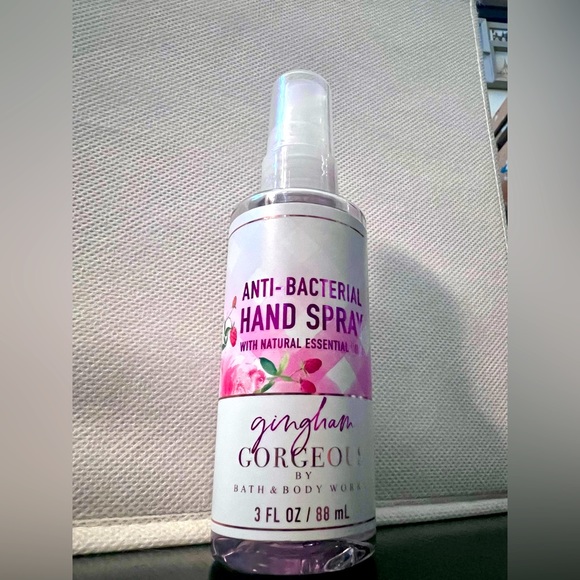 ANTI-BACTERIAL
HAND SPRAY
WITH NATURAL ESSENTIAL
gingham
GORGEOUS
BY
BATH & BODY WORKS
3 FL OZ / 88 mL